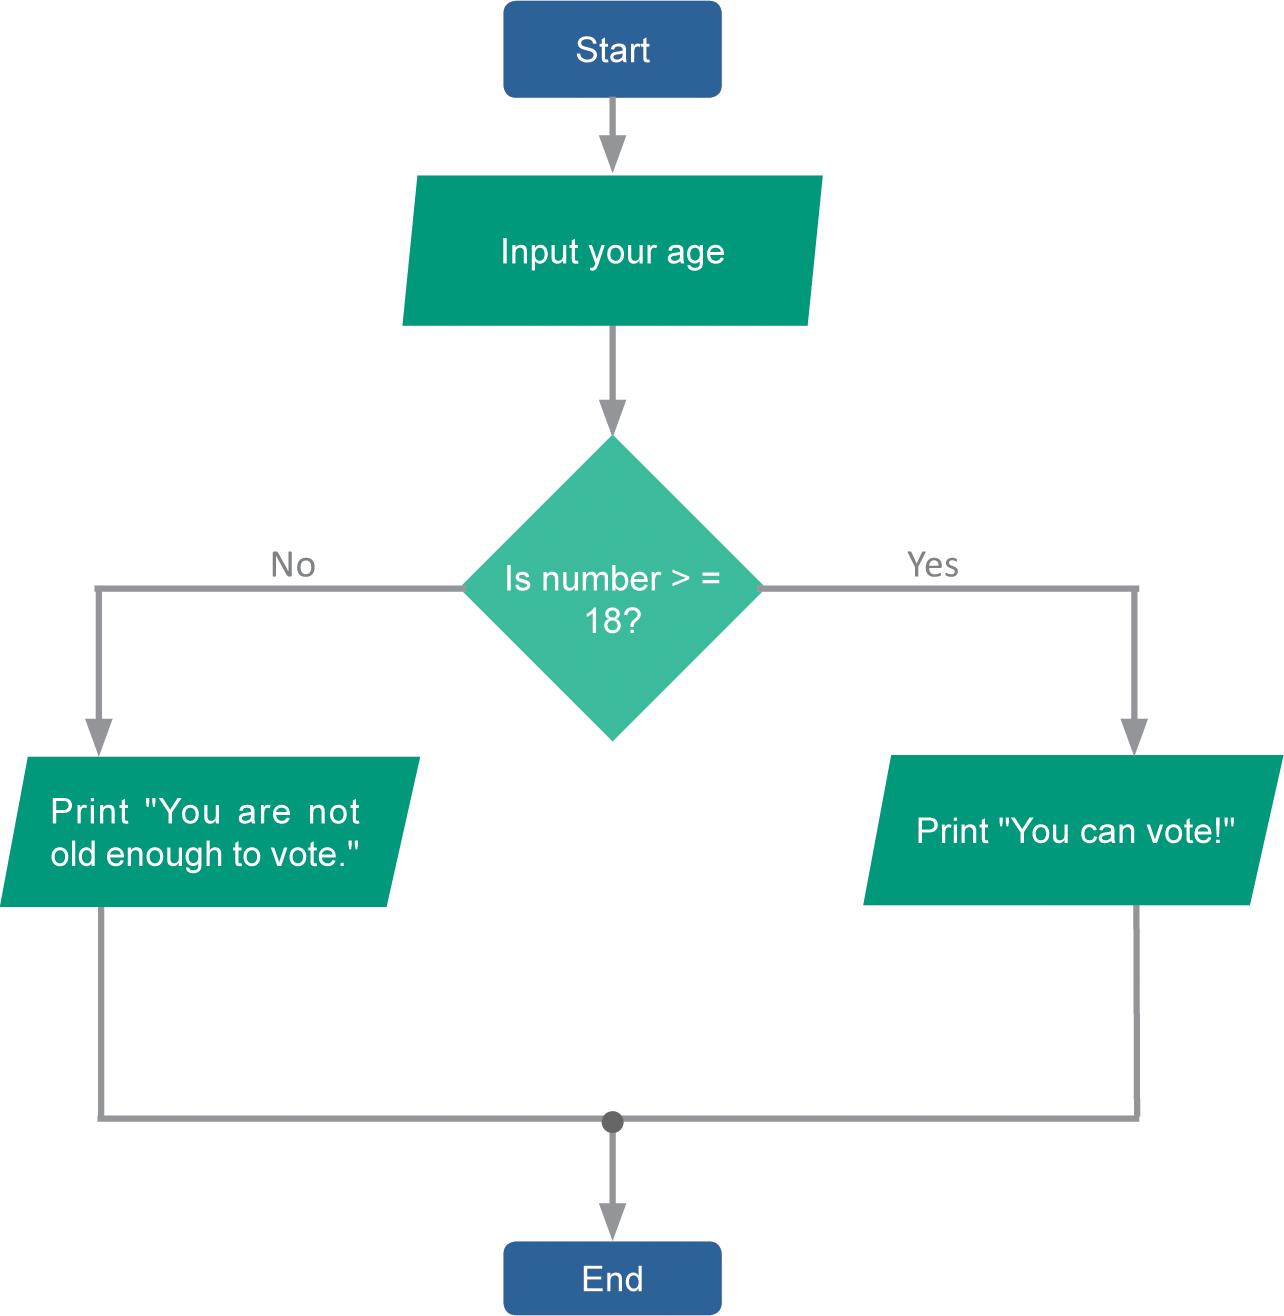 Start
Input your age
No
Yes
Is number > =
18?
Print "You are not
old enough to vote."
Print "You can vote!"
End